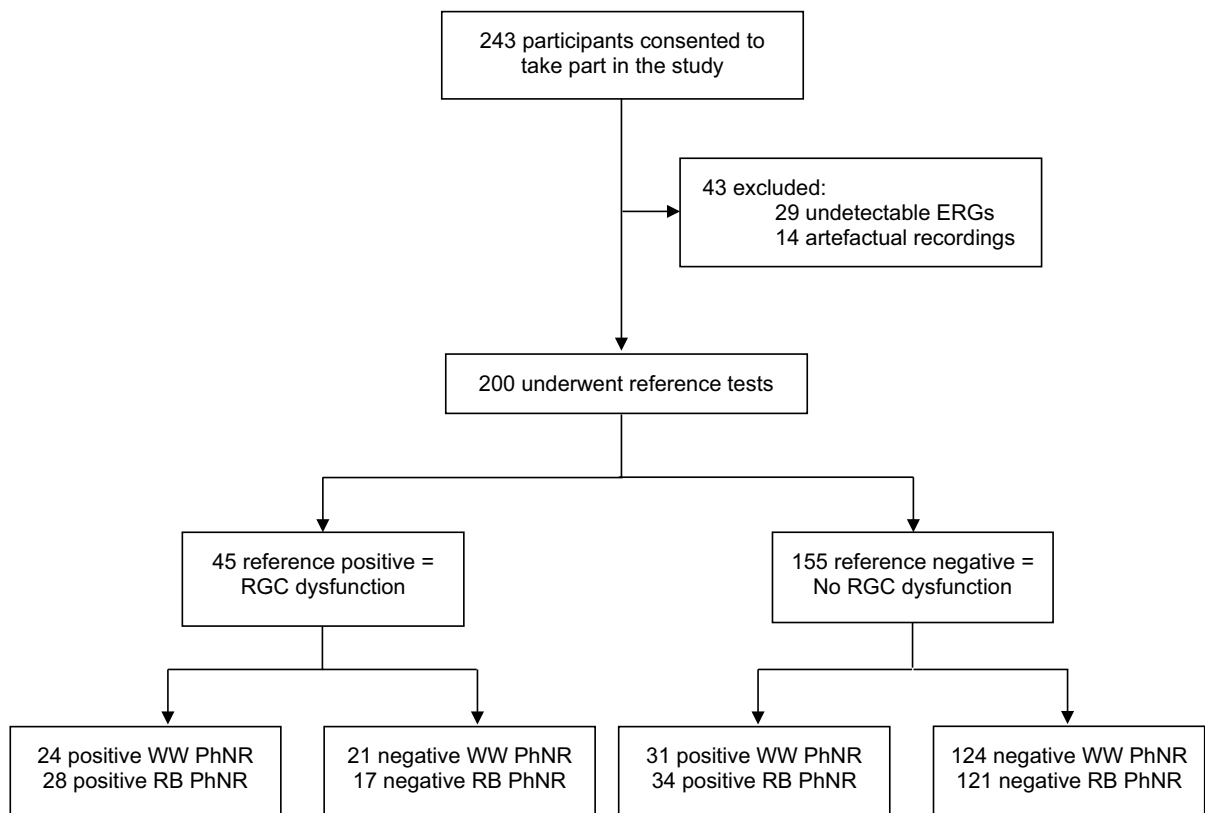 243 participants consented to
take part in the study
43 excluded:
29 undetectable ERGs
14 artefactual recordings
200 underwent reference tests
45 reference positive =
RGC dysfunction
155 reference negative =
No RGC dysfunction
24 positive WW PhNR
28 positive RB PhNR
21 negative WW PhNR
17 negative RB PhNR
31 positive WW PhNR
34 positive RB PhNR
124 negative WW PhNR
121 negative RB PhNR